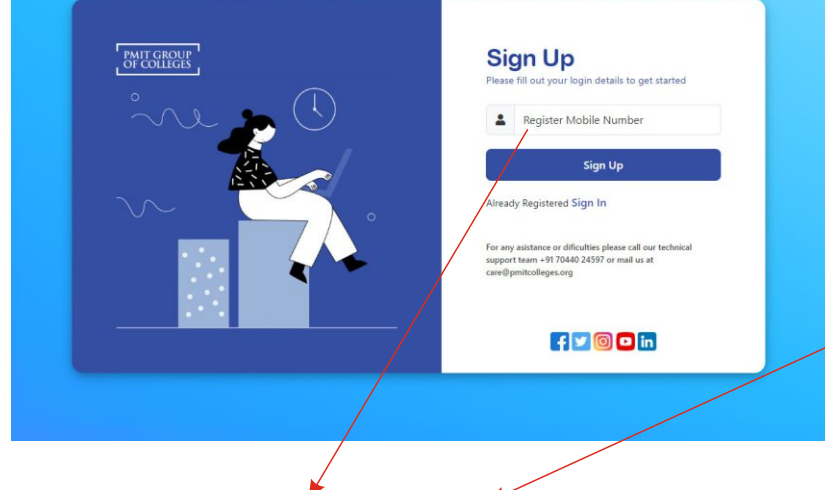 PMIT GROUP
OF COLLEGES
Sign Up
Please fill out your login details to get started
Register Mobile Number
Sign Up
Already Registered Sign In
For any asistance or dificulties please call our technical
support team +91 70440 24597 or mail us at
care@pmitcolleges.org